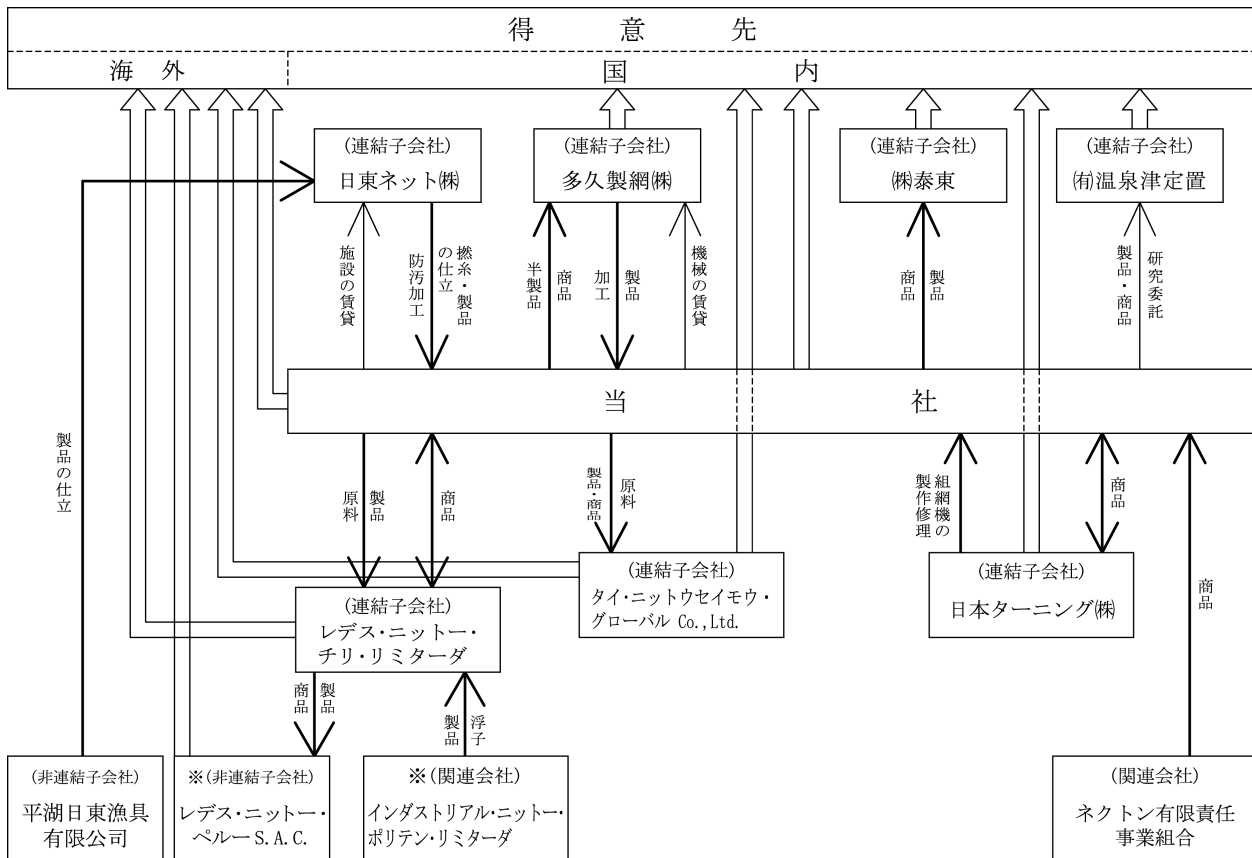 得意先
海外
国内
(連結子会社)
日東ネット㈱
(連結子会社)
多久製網㈱
(連結子会社)
㈱泰東
(連結子会社)
㈲温泉津定置
施設の賃貸
撚糸・製品
の仕立
防汚加工
商品
半製品
製品
加工
機械の賃貸
製品
商品
研究委託
製品・商品
当社
製品の仕立
製品
原料
商品
原料
製品・商品
組網機の
製作修理
商品
商品
(連結子会社)
レデス・ニットー・
チリ・リミターダ
(連結子会社)
タイ・ニットウセイモウ・
グローバル Co.,Ltd.
(連結子会社)
日本ターニング㈱
製品
商品
浮子
製品
(非連結子会社)
平湖日東漁具
有限公司
※(非連結子会社)
レデス・ニットー・
ペルーS.A.C.
※(関連会社)
インダストリアル・ニットー・
ポリテン・リミターダ
(関連会社)
ネクトン有限責任
事業組合